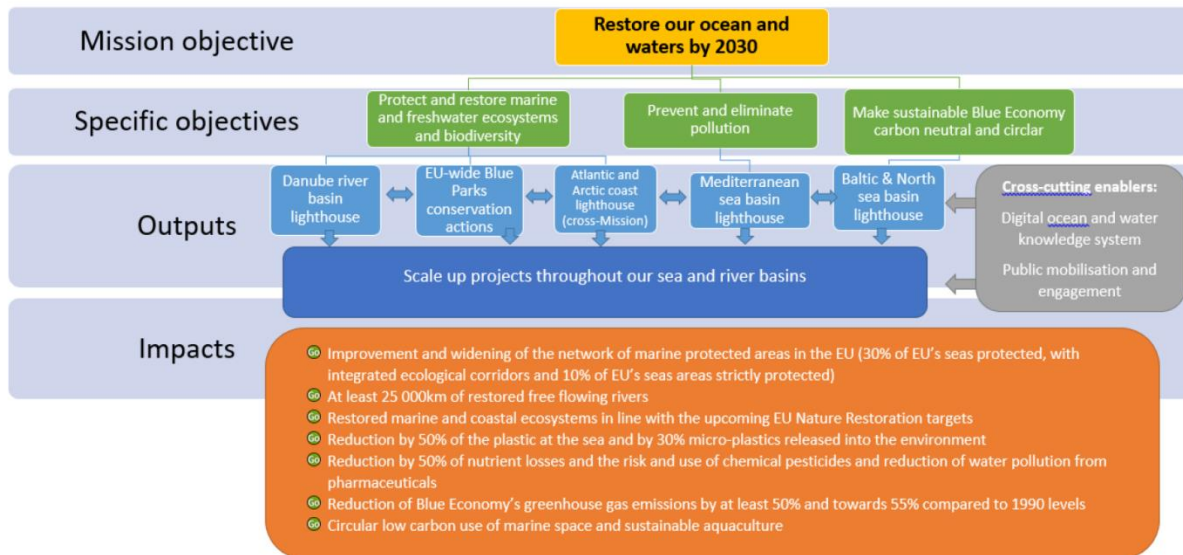 Mission objective
Restore our ocean and
waters by 2030
Specific objectives
Protect and restore marine
and freshwater ecosystems
and biodiversity
Prevent and eliminate
pollution
Make sustainable Blue Economy
carbon neutral and circlar
Outputs
Danube river
basin
lighthouse
EU-wide Blue
Parks
conservation
actions
Atlantic and
Arctic coast
lighthouse
(cross-Mission)
Mediterranean
sea basin
lighthouse
Baltic & North
sea basin
lighthouse
Cross-cutting enablers:
Digital ocean and water
knowledge system
Public mobilisation and
engagement
Scale up projects throughout our sea and river basins
Impacts
Go Improvement and widening of the network of marine protected areas in the EU (30% of EU's seas protected, with
integrated ecological corridors and 10% of EU's seas areas strictly protected)
Go At least 25 000km of restored free flowing rivers
Go Restored marine and coastal ecosystems in line with the upcoming EU Nature Restoration targets
Go Reduction by 50% of the plastic at the sea and by 30% micro-plastics released into the environment
Go Reduction by 50% of nutrient losses and the risk and use of chemical pesticides and reduction of water pollution from
pharmaceuticals
Go Reduction of Blue Economy's greenhouse gas emissions by at least 50% and towards 55% compared to 1990 levels
Go Circular low carbon use of marine space and sustainable aquaculture